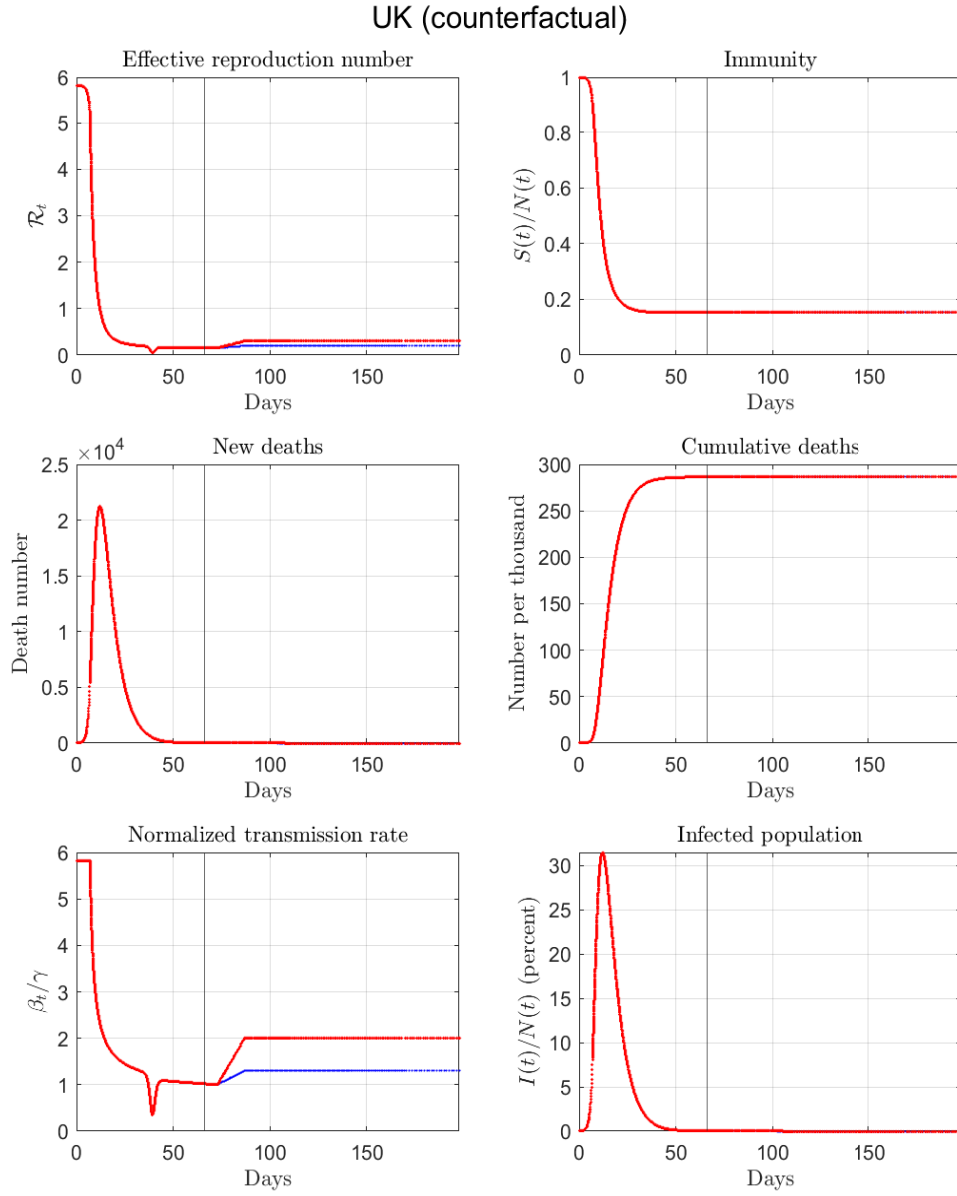 UK (counterfactual)
Effective reproduction number
6
5
4
3
2
1
0
0 50 100 150
ℛ_t
Days
Immunity
1
0.8
0.6
0.4
0.2
0
0 50 100 150
S(t)/N(t)
Days
New deaths
×10^4
2.5
2
1.5
1
0.5
0
0 50 100 150
Death number
Days
Cumulative deaths
300
250
200
150
100
50
0
0 50 100 150
Number per thousand
Days
Normalized transmission rate
6
5
4
3
2
1
0
0 50 100 150
β_t/γ
Days
Infected population
30
25
20
15
10
5
0
0 50 100 150
I(t)/N(t) (percent)
Days